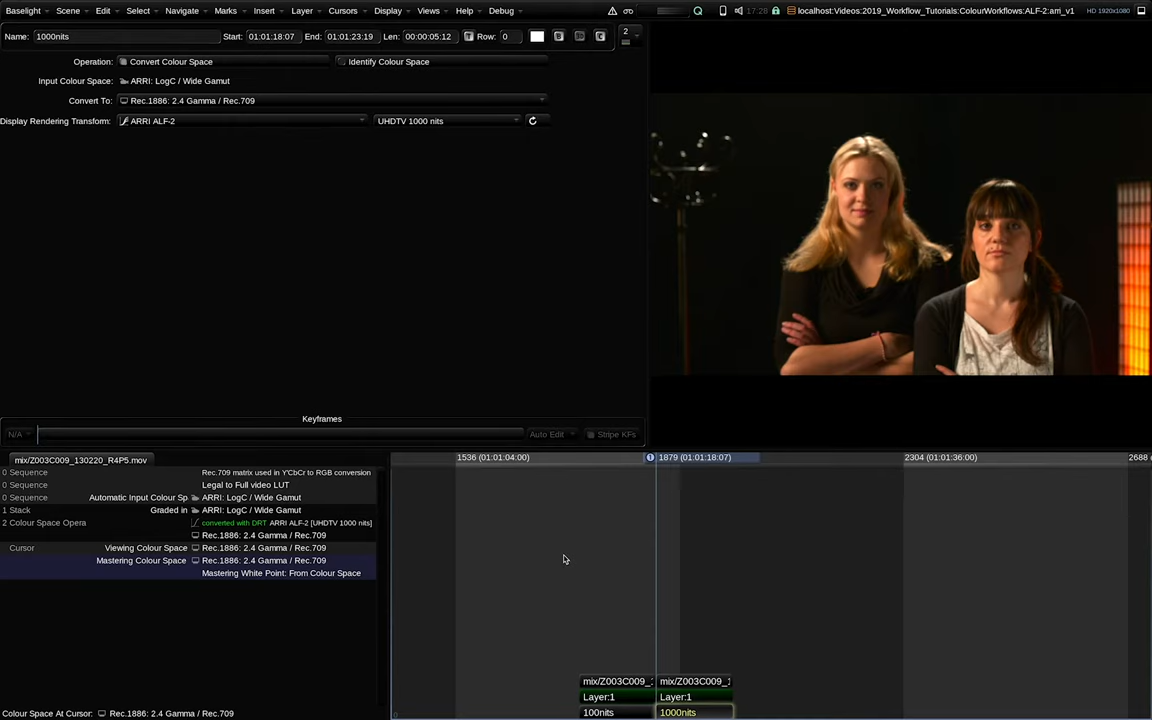 Baselight Scene Edit Select Navigate Marks Insert Layer Cursors Display Views Help Debug 17.28 localhost:Videos:2019_Workflow_Tutorials:ColourWorkflows:ALF-2:arri_v1 HD 1920x1080
Name: 1000nits Start: 01:01:18:07 End: 01:01:23:19 Len: 00:00:05:12 Row: 0 2
Operation: Convert Colour Space Identify Colour Space
Input Colour Space: ARRI: LogC / Wide Gamut
Convert To: Rec.1886: 2.4 Gamma / Rec.709
Display Rendering Transform: ARRI ALF-2 UHDTV 1000 nits
Keyframes
N/A Auto Edit Stripe KFs
mix/Z003C009_130220_R4P5.mov 1536 (01:01:04:00) 1 1879 (01:01:18:07) 2304 (01:01:36:00) 2688
0 Sequence Rec.709 matrix used in Y'CbCr to RGB conversion
0 Sequence Legal to Full video LUT
0 Sequence Automatic Input Colour Sp. ARRI: LogC / Wide Gamut
1 Stack Graded in ARRI: LogC / Wide Gamut
2 Colour Space Opera converted with DRT ARRI ALF-2 [UHDTV 1000 nits]
Rec.1886: 2.4 Gamma / Rec.709
Cursor Viewing Colour Space Rec.1886: 2.4 Gamma / Rec.709
Mastering Colour Space Rec.1886: 2.4 Gamma / Rec.709
Mastering White Point: From Colour Space
mix/Z003C009_1 mix/Z003C009_1
Layer:1 Layer:1
100nits 1000nits
Colour Space At Cursor: Rec.1886: 2.4 Gamma / Rec.709 0